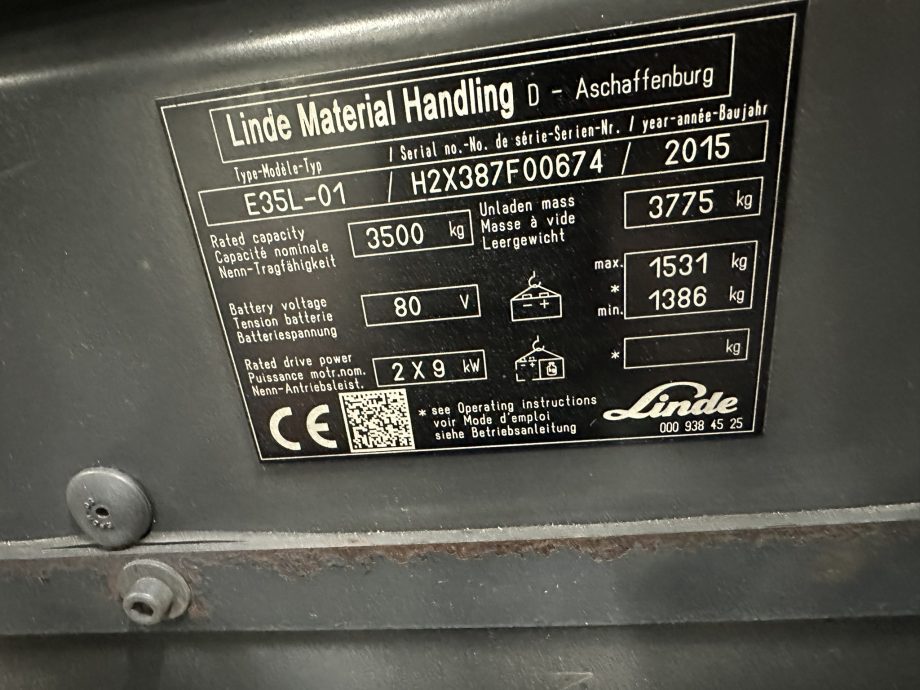 Linde Material Handling D - Aschaffenburg
Type-Modèle-Typ / Serial no.-No. de série-Serien-Nr. / year-année-Baujahr
E35L-01 / H2X387F00674 / 2015
Rated capacity
Capacité nominale
Nenn-Tragfähigkeit
3500 kg
Unladen mass
Masse à vide
Leergewicht
3775 kg
Battery voltage
Tension batterie
Batteriespannung
80 V
- +
max. 1531 kg
*
min. 1386 kg
Rated drive power
Puissance motr.nom.
Nenn-Antriebsleist.
2 X 9 kW
* kg
CE
* see Operating instructions
voir Mode d'emploi
siehe Betriebsanleitung
Linde
000 938 45 25